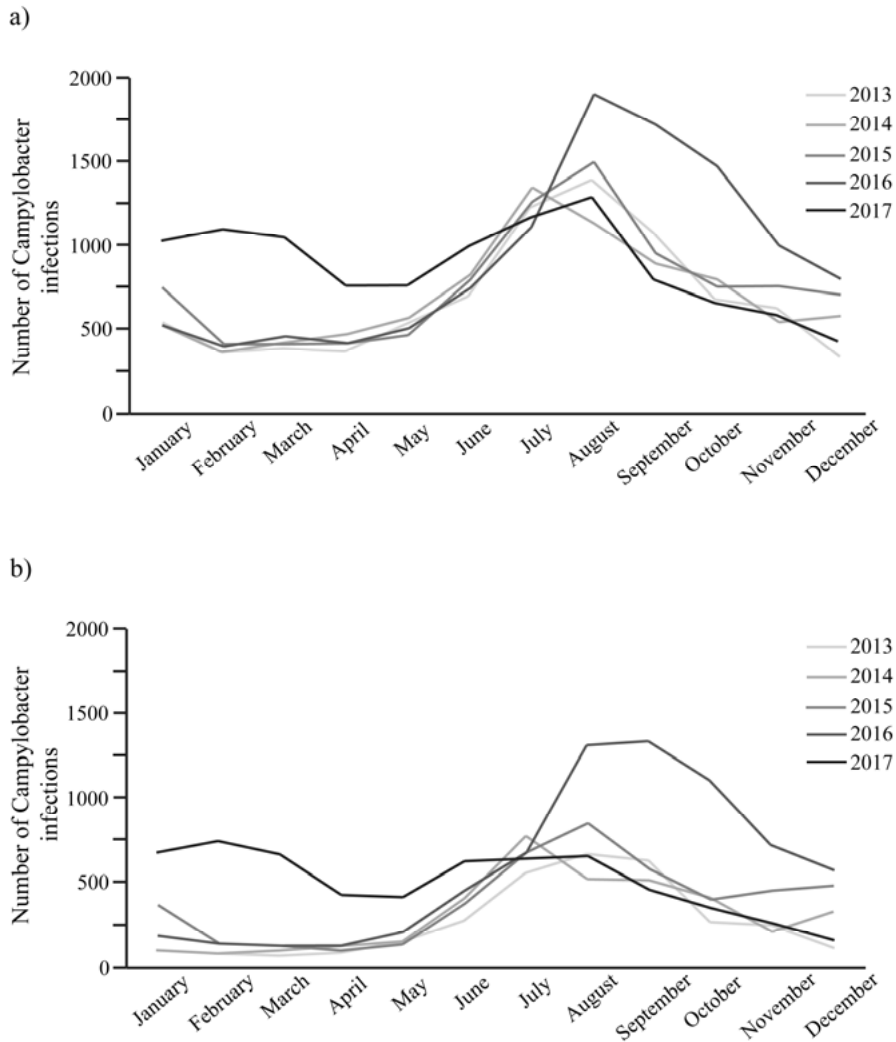 a)
2000
1500
1000
500
0
Number of Campylobacter
infections
2013
2014
2015
2016
2017
January
February
March
April
May
June
July
August
September
October
November
December
b)
2000
1500
1000
500
0
Number of Campylobacter
infections
2013
2014
2015
2016
2017
January
February
March
April
May
June
July
August
September
October
November
December